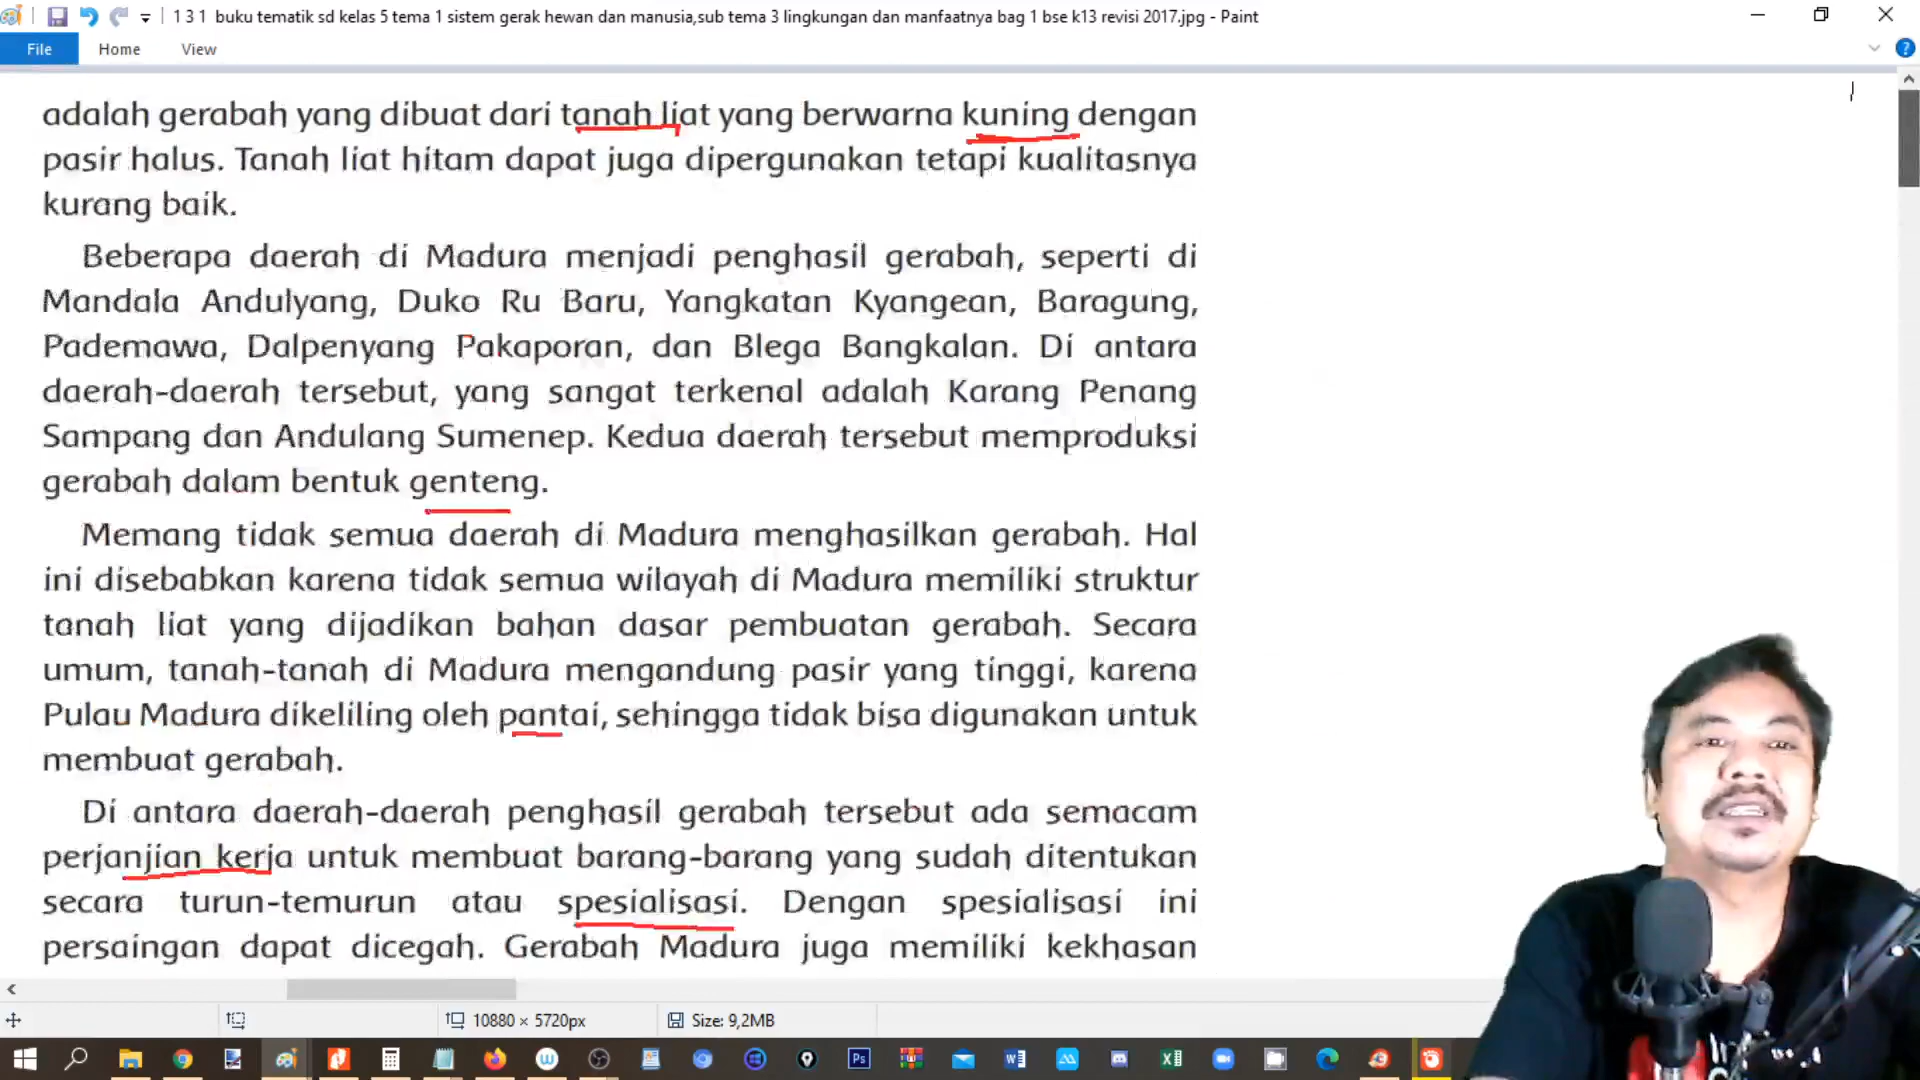 1 3 1 buku tematik sd kelas 5 tema 1 sistem gerak hewan dan manusia,sub tema 3 lingkungan dan manfaatnya bag 1 bse k13 revisi 2017.jpg - Paint
File Home View
adalah gerabah yang dibuat dari tanah liat yang berwarna kuning dengan
pasir halus. Tanah liat hitam dapat juga dipergunakan tetapi kualitasnya
kurang baik.
Beberapa daerah di Madura menjadi penghasil gerabah, seperti di
Mandala Andulyang, Duko Ru Baru, Yangkatan Kyangean, Baragung,
Pademawa, Dalpenyang Pakaporan, dan Blega Bangkalan. Di antara
daerah-daerah tersebut, yang sangat terkenal adalah Karang Penang
Sampang dan Andulang Sumenep. Kedua daerah tersebut memproduksi
gerabah dalam bentuk genteng.
Memang tidak semua daerah di Madura menghasilkan gerabah. Hal
ini disebabkan karena tidak semua wilayah di Madura memiliki struktur
tanah liat yang dijadikan bahan dasar pembuatan gerabah. Secara
umum, tanah-tanah di Madura mengandung pasir yang tinggi, karena
Pulau Madura dikeliling oleh pantai, sehingga tidak bisa digunakan untuk
membuat gerabah.
Di antara daerah-daerah penghasil gerabah tersebut ada semacam
perjanjian kerja untuk membuat barang-barang yang sudah ditentukan
secara turun-temurun atau spesialisasi. Dengan spesialisasi ini
persaingan dapat dicegah. Gerabah Madura juga memiliki kekhasan
10880 × 5720px Size: 9,2MB
Ps